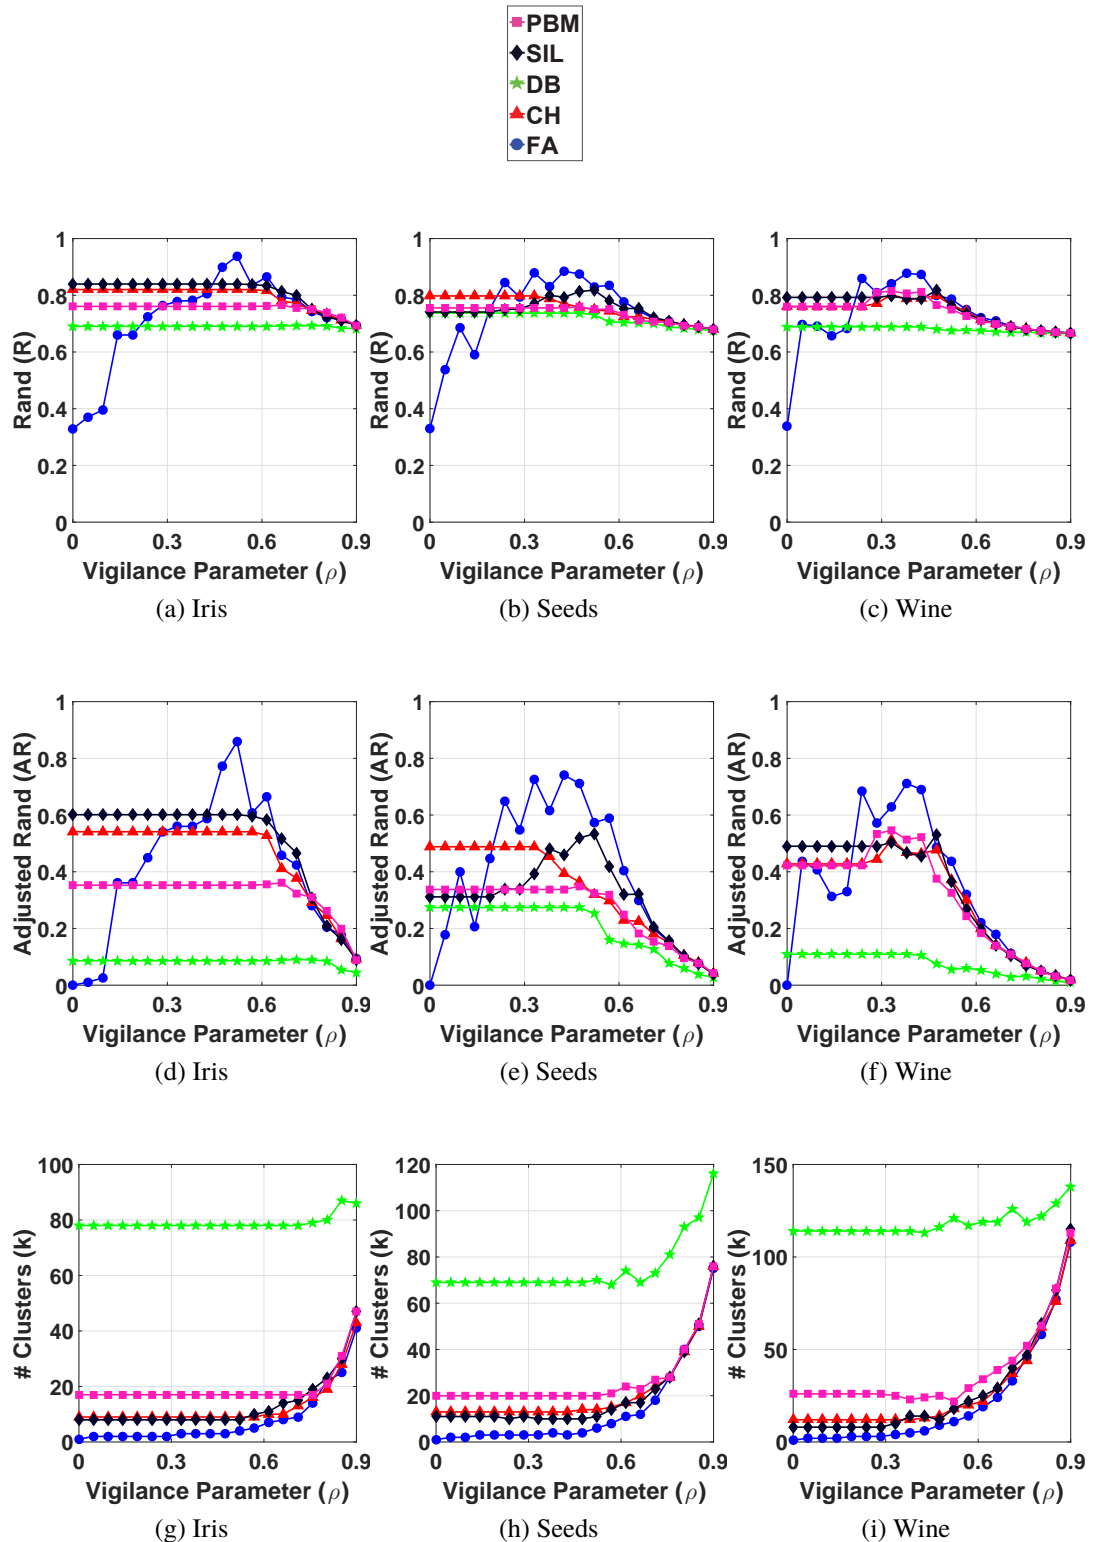 PBM
SIL
DB
CH
FA
1
0.8
0.6
0.4
0.2
0
Rand (R)
0 0.3 0.6 0.9
Vigilance Parameter (ρ)
(a) Iris
1
0.8
0.6
0.4
0.2
0
Rand (R)
0 0.3 0.6 0.9
Vigilance Parameter (ρ)
(b) Seeds
1
0.8
0.6
0.4
0.2
0
Rand (R)
0 0.3 0.6 0.9
Vigilance Parameter (ρ)
(c) Wine
1
0.8
0.6
0.4
0.2
0
Adjusted Rand (AR)
0 0.3 0.6 0.9
Vigilance Parameter (ρ)
(d) Iris
1
0.8
0.6
0.4
0.2
0
Adjusted Rand (AR)
0 0.3 0.6 0.9
Vigilance Parameter (ρ)
(e) Seeds
1
0.8
0.6
0.4
0.2
0
Adjusted Rand (AR)
0 0.3 0.6 0.9
Vigilance Parameter (ρ)
(f) Wine
100
80
60
40
20
0
# Clusters (k)
0 0.3 0.6 0.9
Vigilance Parameter (ρ)
(g) Iris
120
100
80
60
40
20
0
# Clusters (k)
0 0.3 0.6 0.9
Vigilance Parameter (ρ)
(h) Seeds
150
100
50
0
# Clusters (k)
0 0.3 0.6 0.9
Vigilance Parameter (ρ)
(i) Wine